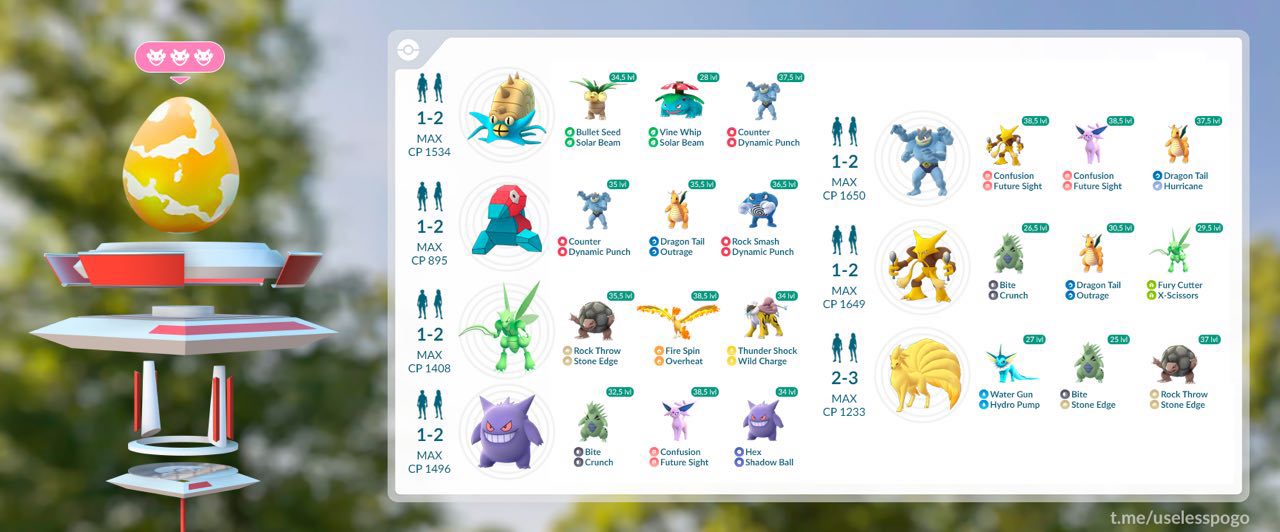 34,5 lvl
28 lvl
37,5 lvl
1-2
MAX
CP 1534
Bullet Seed
Solar Beam
Vine Whip
Solar Beam
Counter
Dynamic Punch
35 lvl
35,5 lvl
36,5 lvl
1-2
MAX
CP 895
Counter
Dynamic Punch
Dragon Tail
Outrage
Rock Smash
Dynamic Punch
35,5 lvl
38,5 lvl
34 lvl
1-2
MAX
CP 1408
Rock Throw
Stone Edge
Fire Spin
Overheat
Thunder Shock
Wild Charge
32,5 lvl
38,5 lvl
34 lvl
1-2
MAX
CP 1496
Bite
Crunch
Confusion
Future Sight
Hex
Shadow Ball
38,5 lvl
38,5 lvl
37,5 lvl
1-2
MAX
CP 1650
Confusion
Future Sight
Confusion
Future Sight
Dragon Tail
Hurricane
26,5 lvl
30,5 lvl
29,5 lvl
1-2
MAX
CP 1649
Bite
Crunch
Dragon Tail
Outrage
Fury Cutter
X-Scissors
27 lvl
25 lvl
37 lvl
2-3
MAX
CP 1233
Water Gun
Hydro Pump
Bite
Stone Edge
Rock Throw
Stone Edge
t.me/uselesspogo